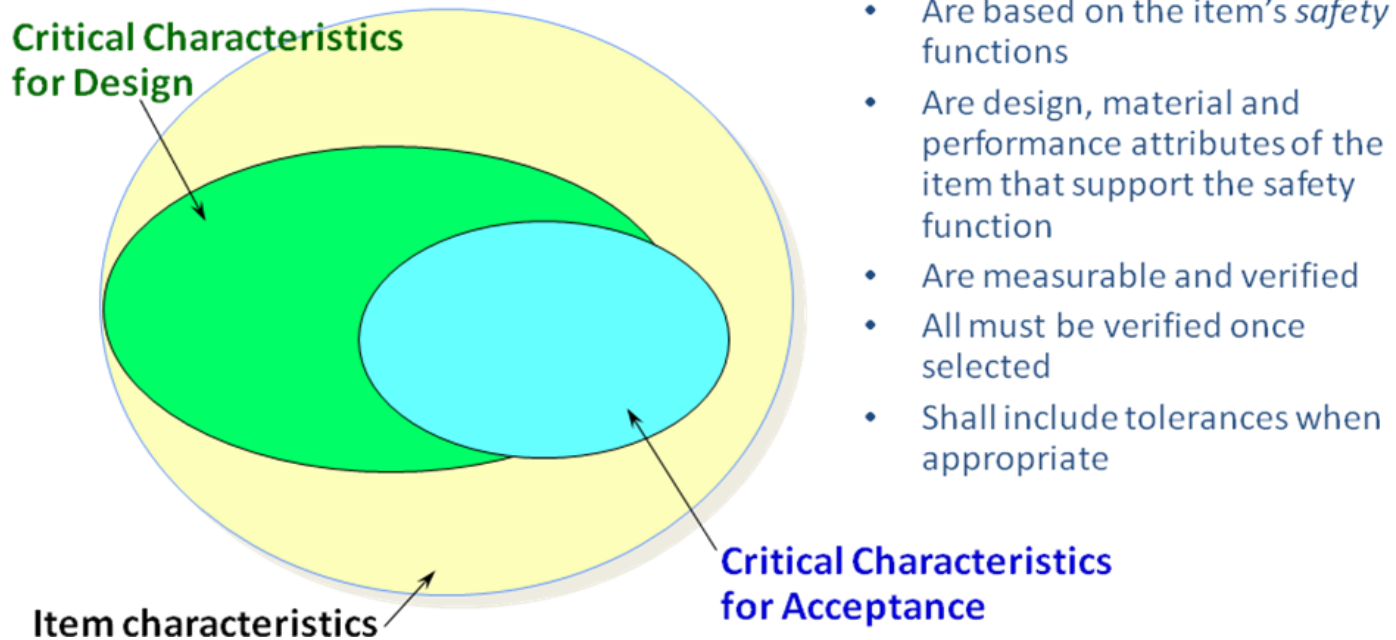 Critical Characteristics
for Design
Item characteristics
Critical Characteristics
for Acceptance
• Are based on the item's safety
functions
• Are design, material and
performance attributes of the
item that support the safety
function
• Are measurable and verified
• All must be verified once
selected
• Shall include tolerances when
appropriate